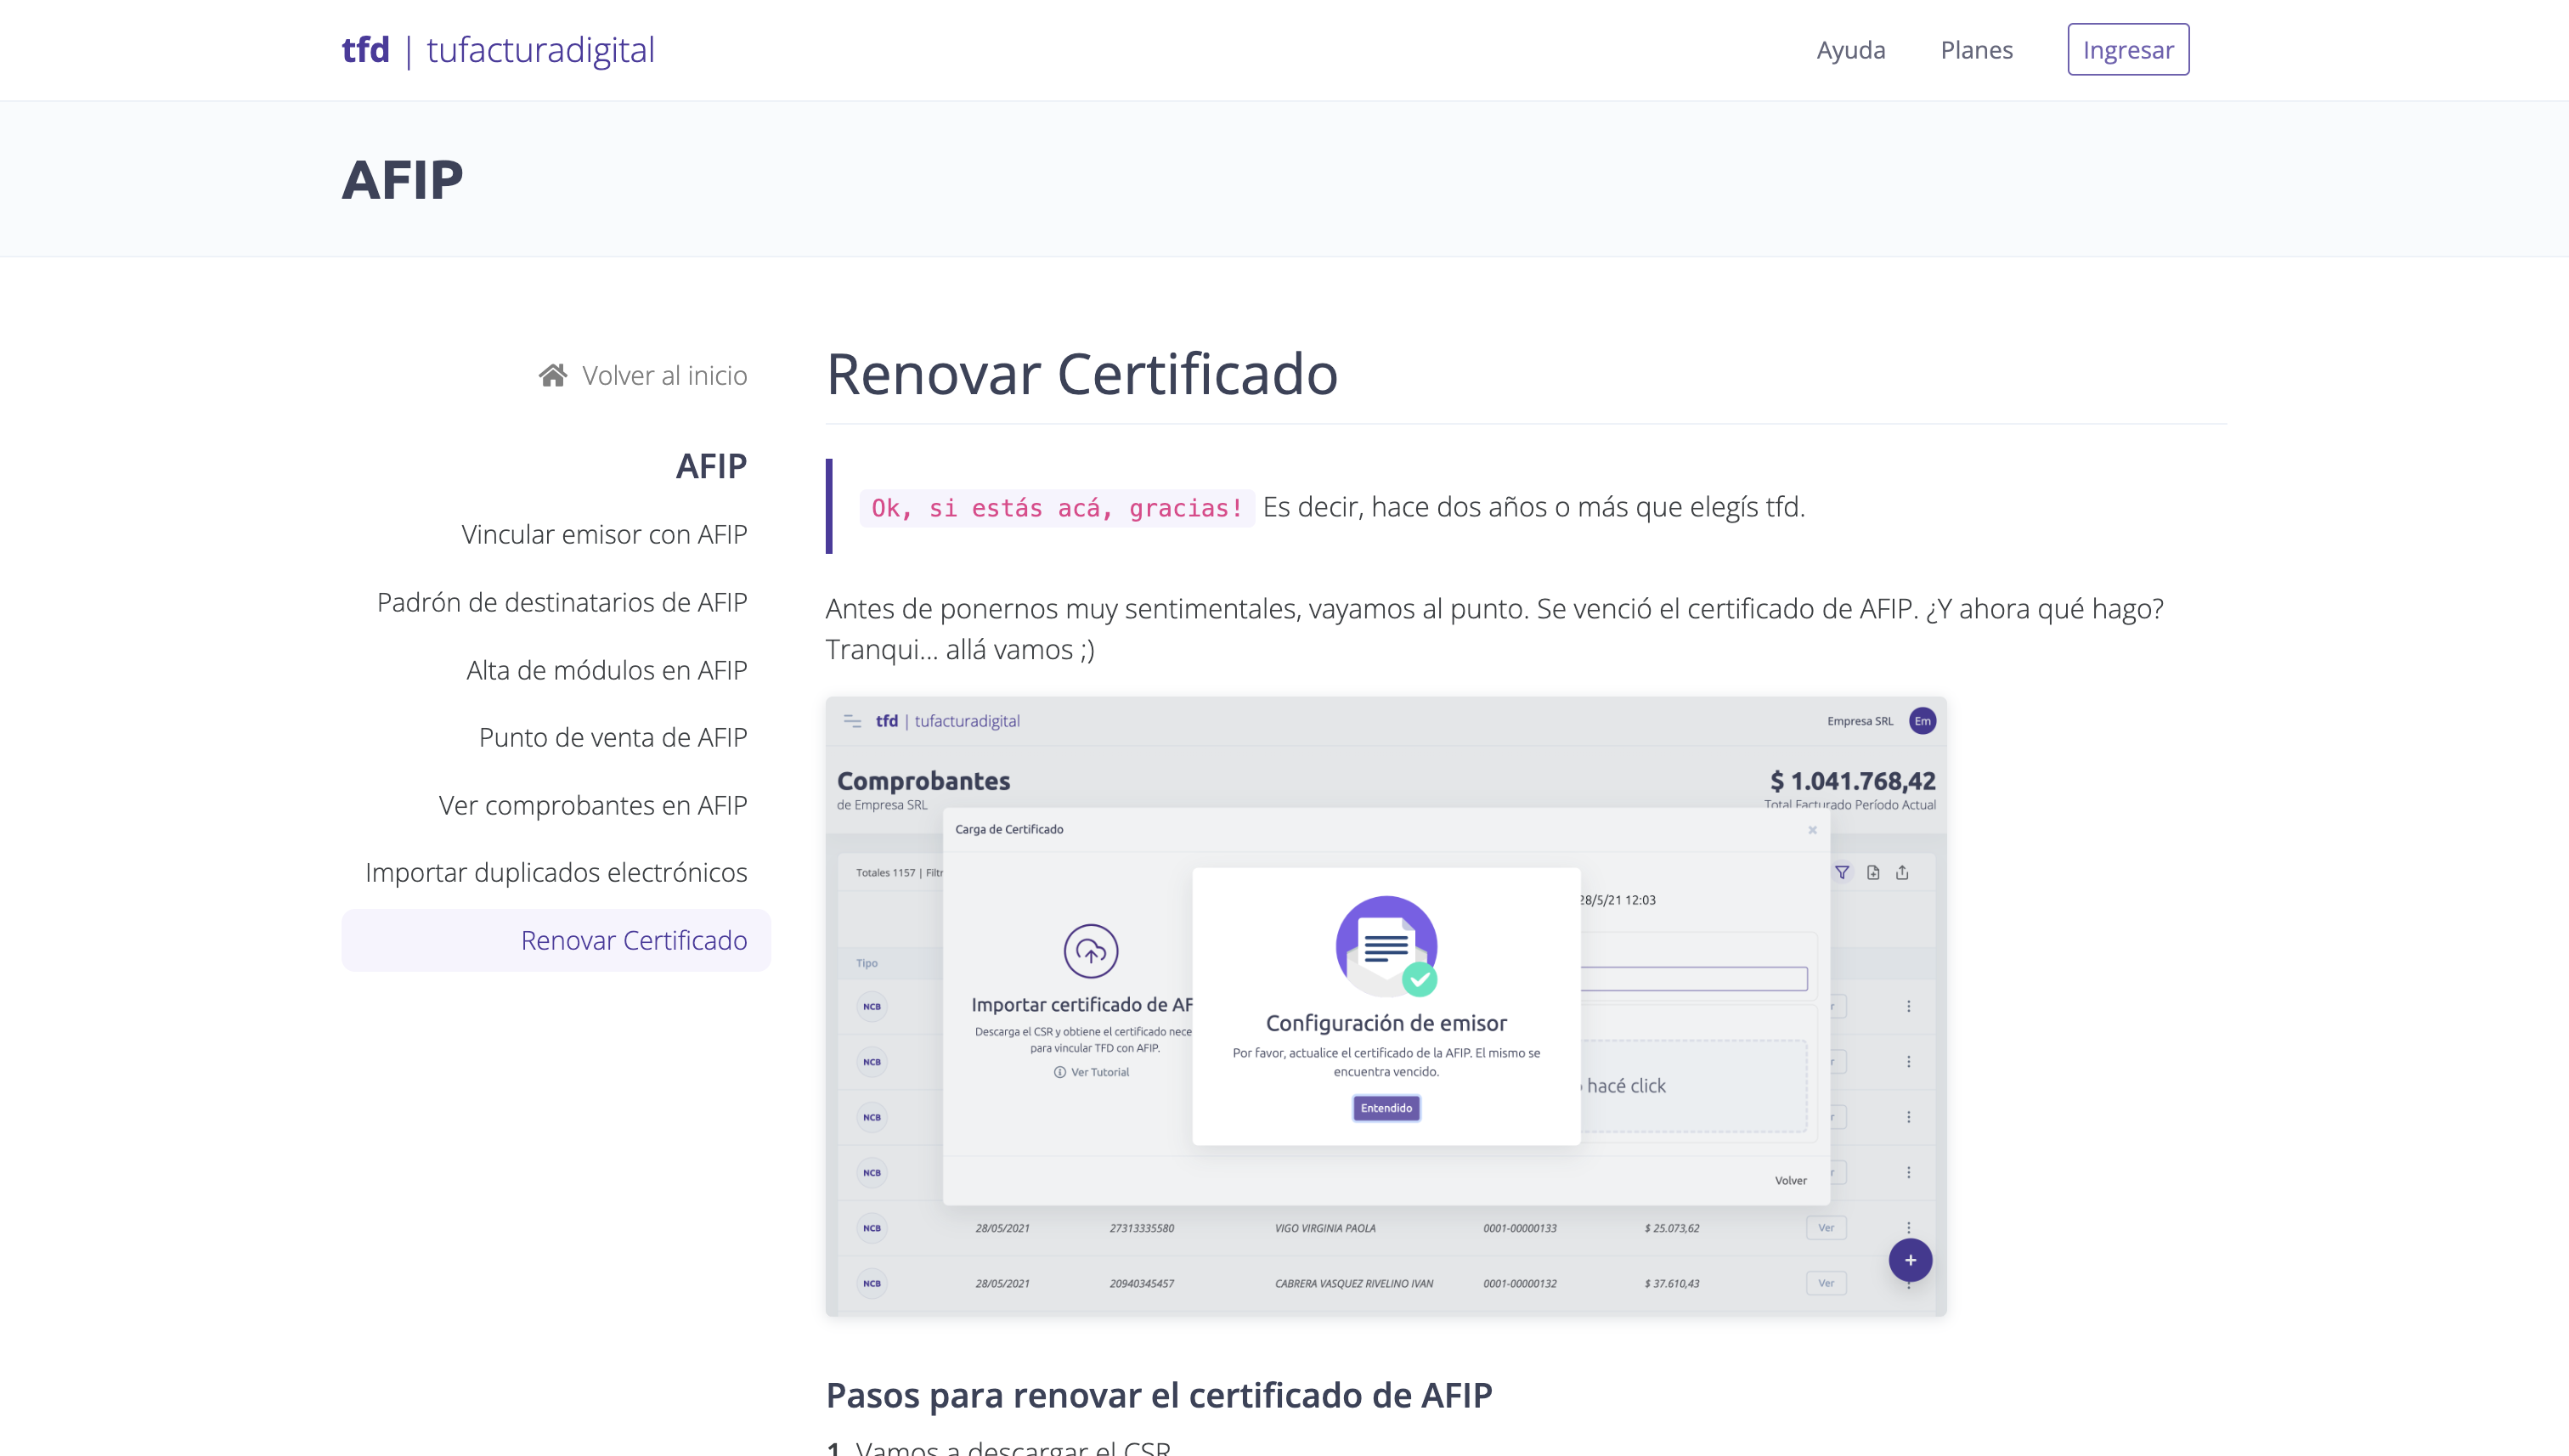 tfd | tufacturadigital
Ayuda
Planes
Ingresar
AFIP
Volver al inicio
AFIP
Vincular emisor con AFIP
Padrón de destinatarios de AFIP
Alta de módulos en AFIP
Punto de venta de AFIP
Ver comprobantes en AFIP
Importar duplicados electrónicos
Renovar Certificado
Renovar Certificado
Ok, si estás acá, gracias! Es decir, hace dos años o más que elegís tfd.
Antes de ponernos muy sentimentales, vayamos al punto. Se venció el certificado de AFIP. ¿Y ahora qué hago?
Tranqui... allá vamos ;)
tfd | tufacturadigital
Empresa SRL Em
Comprobantes
de Empresa SRL
$ 1.041.768,42
Total Facturado Período Actual
Carga de Certificado
Totales 1157 | Filtr
28/5/21 12:03
Tipo
Importar certificado de AF
Descarga el CSR y obtiene el certificado nece
para vincular TFD con AFIP.
Ver Tutorial
Configuración de emisor
Por favor, actualice el certificado de la AFIP. El mismo se
encuentra vencido.
Entendido
hacé click
Volver
NCB
NCB
NCB
NCB
NCB 28/05/2021 27313335580 VIGO VIRGINIA PAOLA 0001-00000133 $ 25.073,62 Ver
NCB 28/05/2021 20940345457 CABRERA VASQUEZ RIVELINO IVAN 0001-00000132 $ 37.610,43 Ver
Pasos para renovar el certificado de AFIP
1. Vamos a descargar el CSR